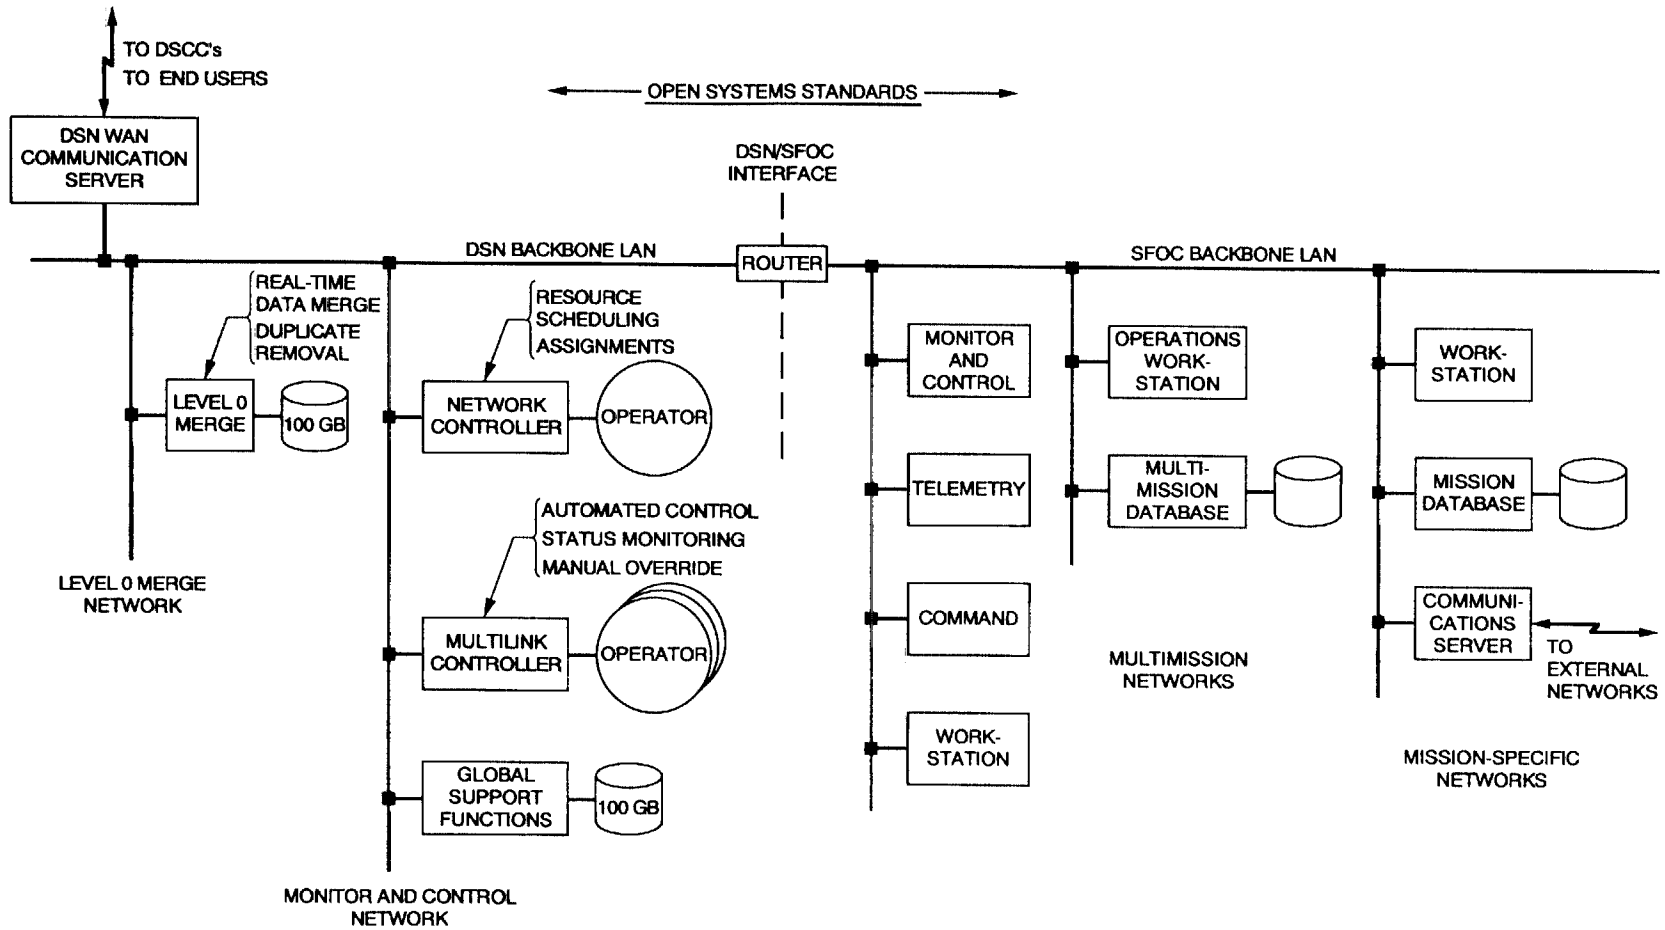 TO DSCC's
TO END USERS
OPEN SYSTEMS STANDARDS
DSN WAN
COMMUNICATION
SERVER
DSN/SFOC
INTERFACE
DSN BACKBONE LAN
ROUTER
SFOC BACKBONE LAN
REAL-TIME
DATA MERGE
DUPLICATE
REMOVAL
LEVEL 0
MERGE
100 GB
LEVEL 0 MERGE
NETWORK
RESOURCE
SCHEDULING
ASSIGNMENTS
NETWORK
CONTROLLER
OPERATOR
AUTOMATED CONTROL
STATUS MONITORING
MANUAL OVERRIDE
MULTILINK
CONTROLLER
OPERATOR
GLOBAL
SUPPORT
FUNCTIONS
100 GB
MONITOR AND CONTROL
NETWORK
MONITOR
AND
CONTROL
TELEMETRY
COMMAND
WORK-
STATION
OPERATIONS
WORK-
STATION
MULTI-
MISSION
DATABASE
MULTIMISSION
NETWORKS
WORK-
STATION
MISSION
DATABASE
COMMUNI-
CATIONS
SERVER
TO
EXTERNAL
NETWORKS
MISSION-SPECIFIC
NETWORKS